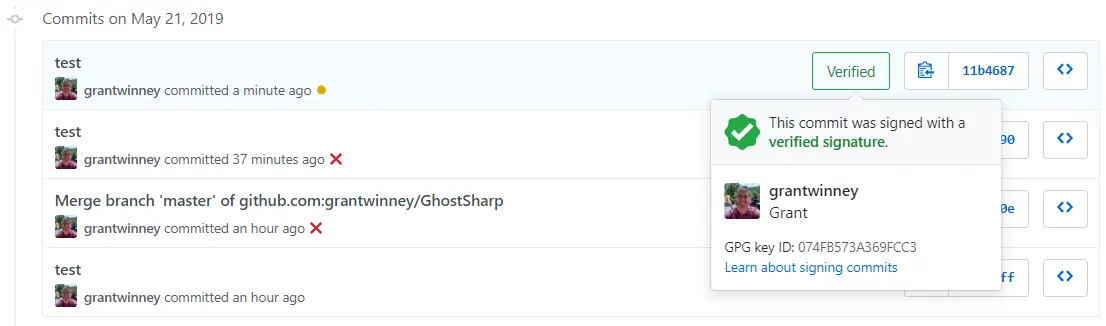 Commits on May 21, 2019
test
Verified
11b4687
grantwinney committed a minute ago
This commit was signed with a
verified signature.
test
90
grantwinney committed 37 minutes ago
grantwinney
Grant
Merge branch 'master' of github.com:grantwinney/GhostSharp
0e
grantwinney committed an hour ago
GPG key ID: 074FB573A369FCC3
Learn about signing commits
test
ff
grantwinney committed an hour ago